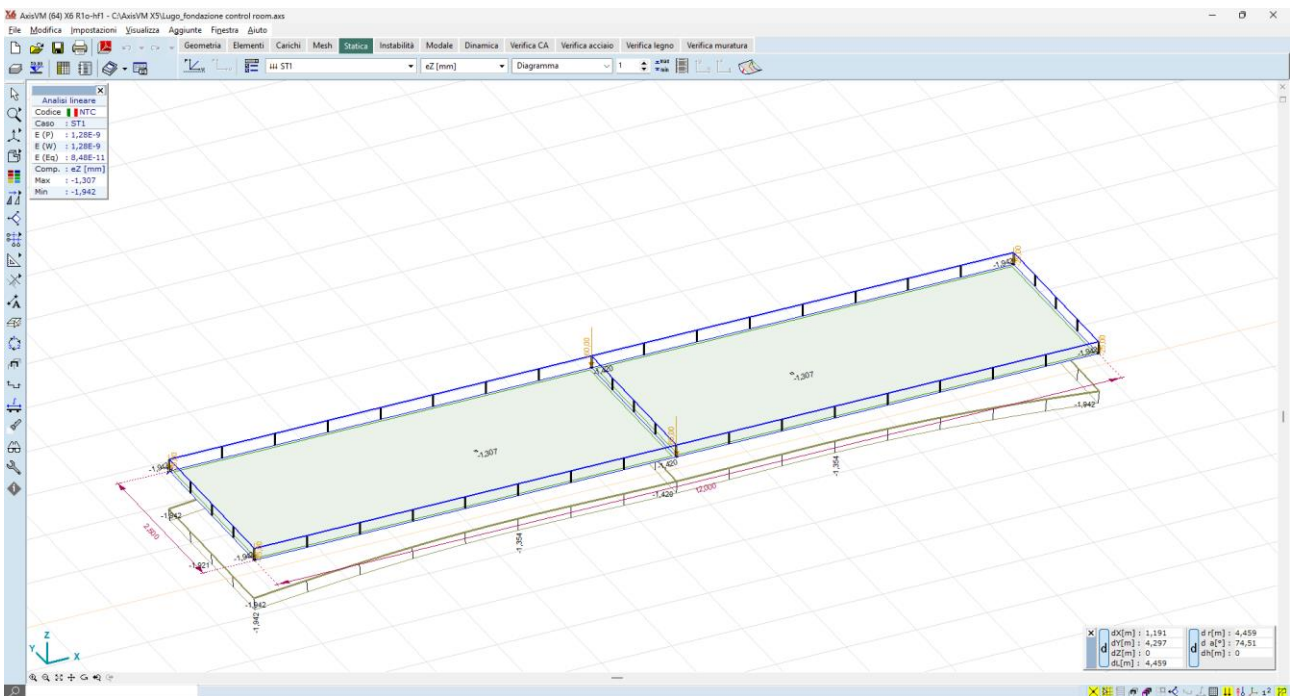 AxisVM (64) X6 R1o-hf1 - C:\AxisVM X5\Lugo_fondazione control room.axs
File Modifica Impostazioni Visualizza Aggiunte Finestra Aiuto
Geometria Elementi Carichi Mesh Statica Instabilità Modale Dinamica Verifica CA Verifica acciaio Verifica legno Verifica muratura
ST1 eZ [mm] Diagramma 1
Analisi lineare
Codice NTC
Caso : ST1
E (P) : 1,28E-9
E (W) : 1,28E-9
E (Eq) : 8,48E-11
Comp. : eZ [mm]
Max : -1,307
Min : -1,942
-1,942
-1,420
-1,307
-1,942
-1,942
-1,307
-1,420
-1,420
12,000
-1,354
-1,354
-1,942
-1,942
-1,921
-1,942
-1,942
Z
Y
X
dX[m] : 1,191
dY[m] : 4,297
dZ[m] : 0
dL[m] : 4,459
d
d r[m] : 4,459
d a[°] : 74,51
dh[m] : 0